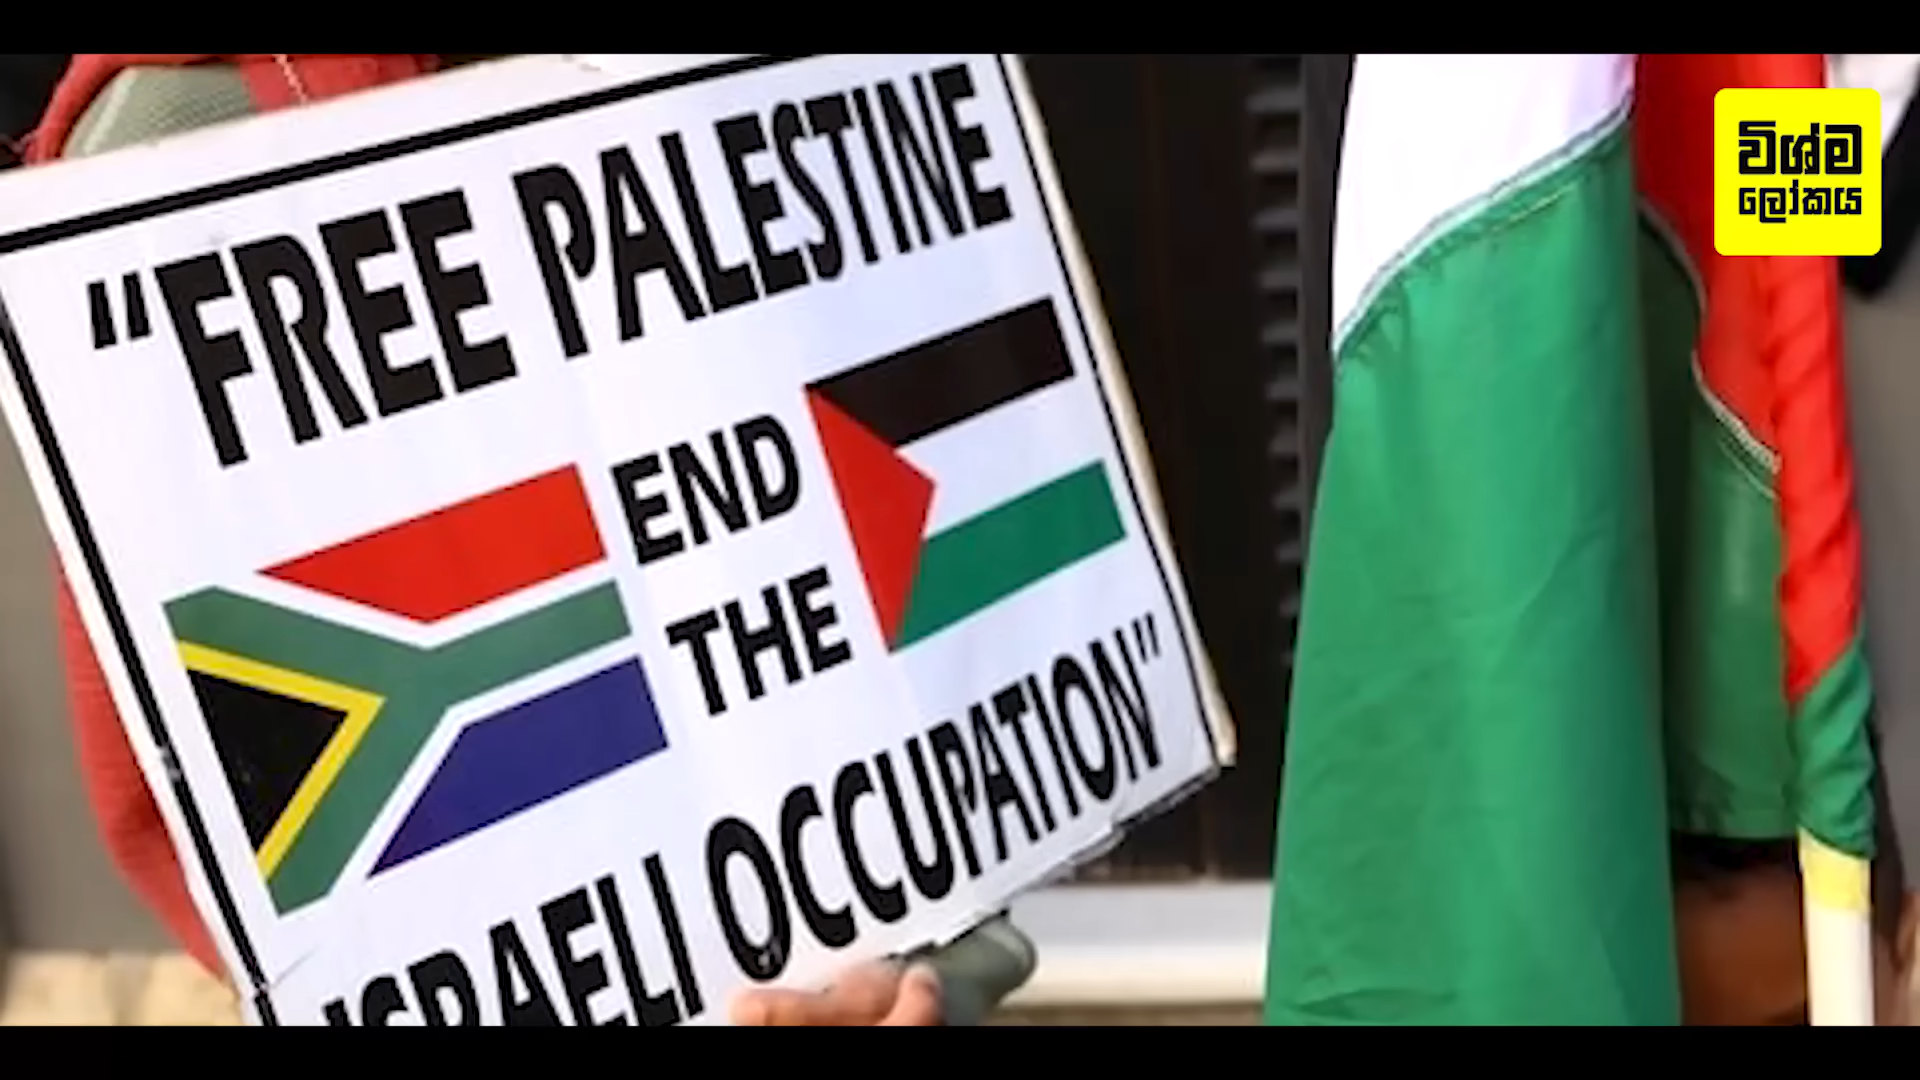 “FREE PALESTINE
END
THE
ISRAELI OCCUPATION”
විශ්ම
ලෝකය